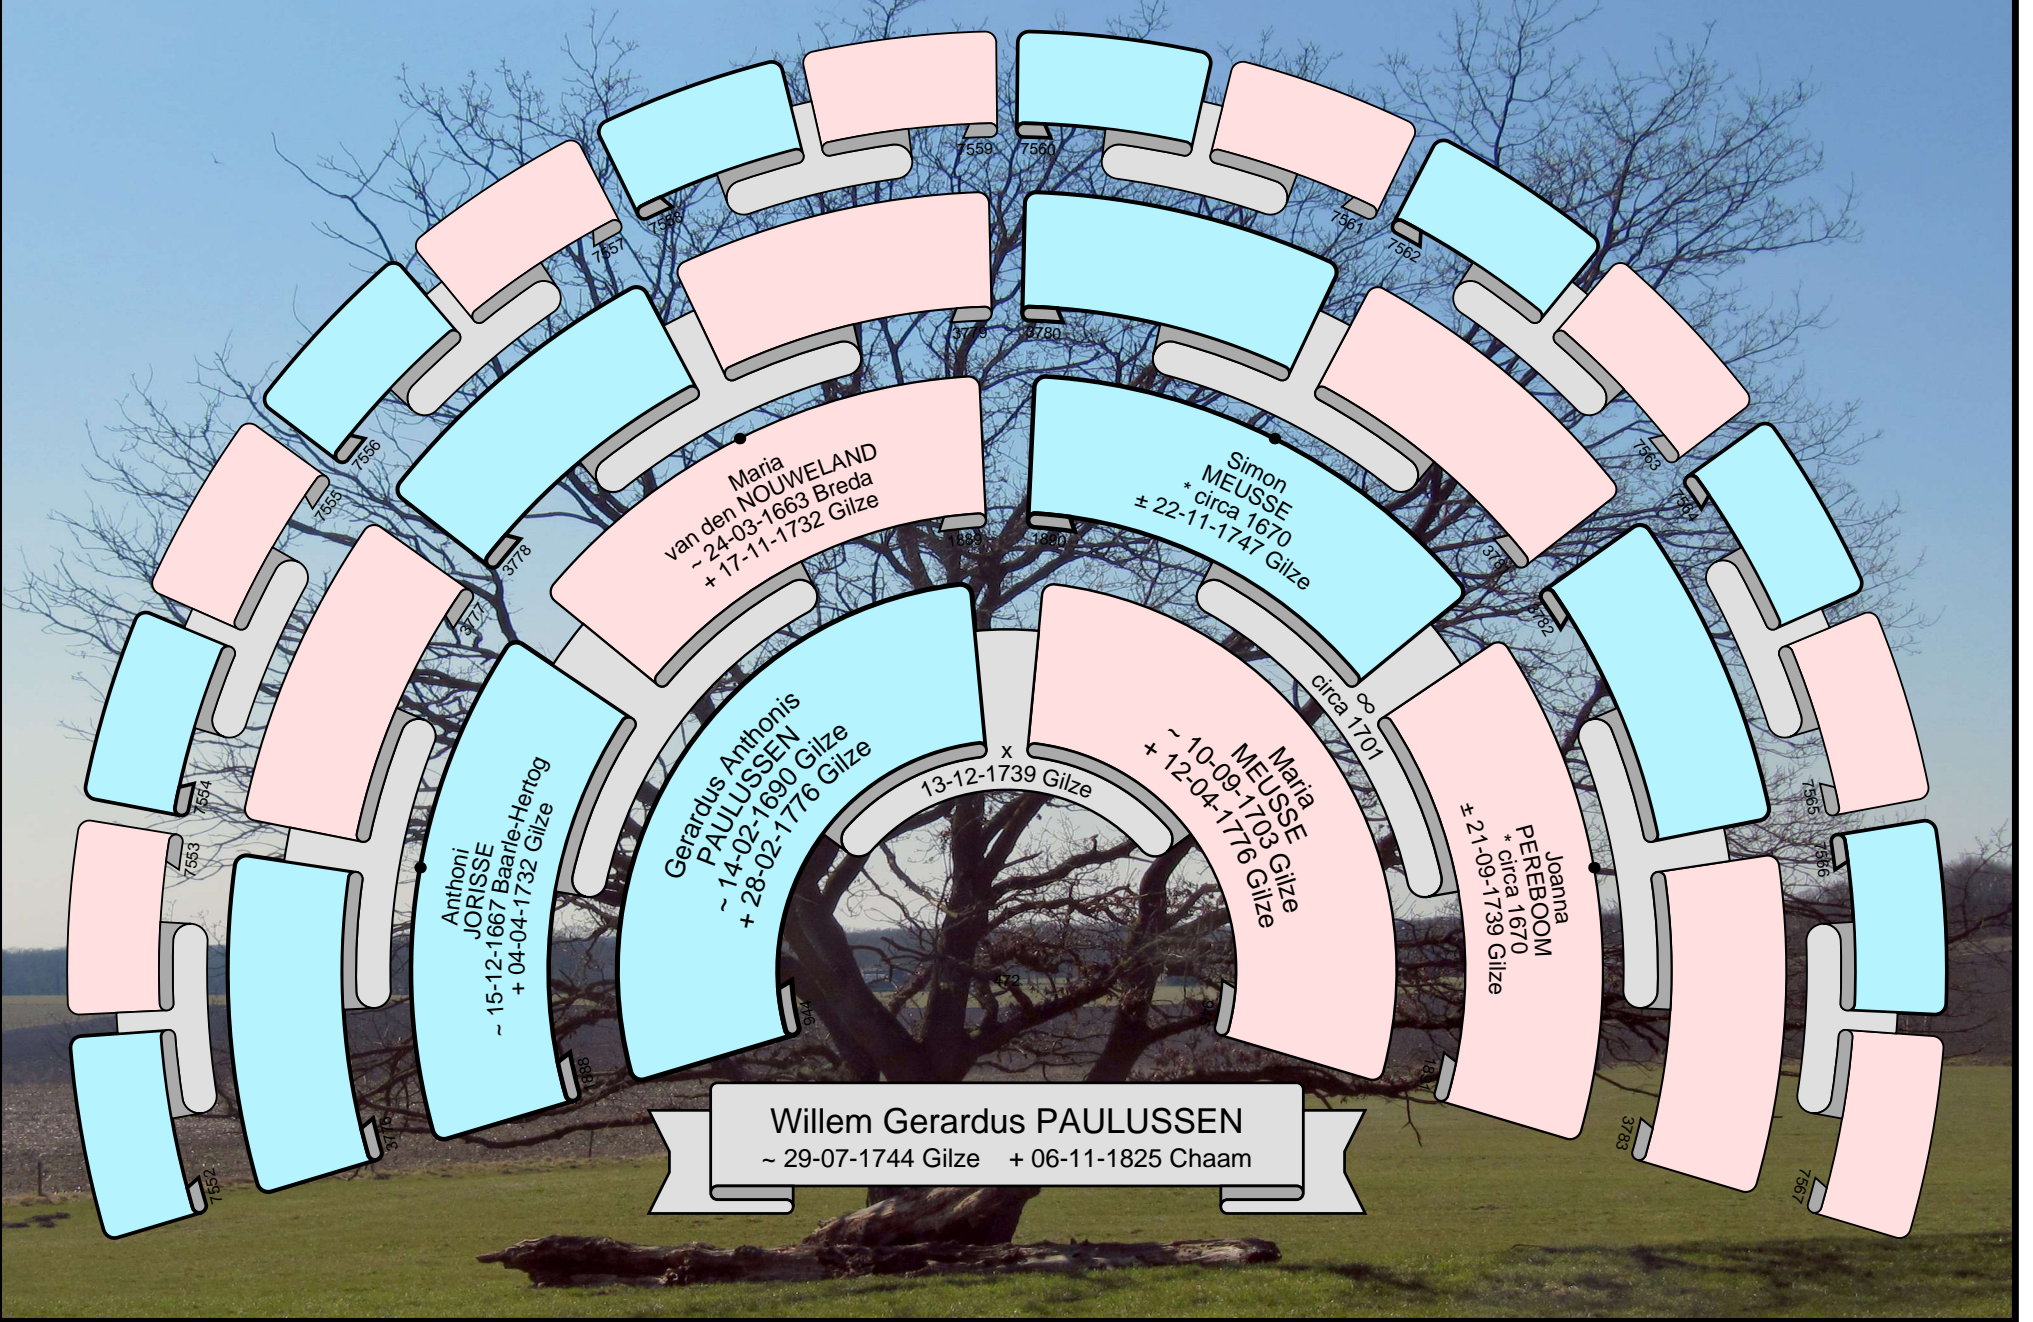 7559
7560
7558
7561
7557
7562
3779
3780
7556
7563
Maria
van den NOUWELAND
~ 24-03-1663 Breda
+ 17-11-1732 Gilze
Simon
MEUSSE
* circa 1670
± 22-11-1747 Gilze
7555
7564
1889
1890
3778
3777
3782
Gerardus Anthonis
PAULUSSEN
~ 14-02-1690 Gilze
+ 28-02-1776 Gilze
x
13-12-1739 Gilze
Maria
MEUSSE
~ 10-09-1703 Gilze
+ 12-04-1776 Gilze
∞
circa 1701
7554
7565
7553
7566
Anthoni
JORISSE
~ 15-12-1667 Baarle-Hertog
+ 04-04-1732 Gilze
Joanna
PEREBOOM
* circa 1670
± 21-09-1739 Gilze
472
944
1888
1891
3776
3783
7552
7567
Willem Gerardus PAULUSSEN
~ 29-07-1744 Gilze + 06-11-1825 Chaam